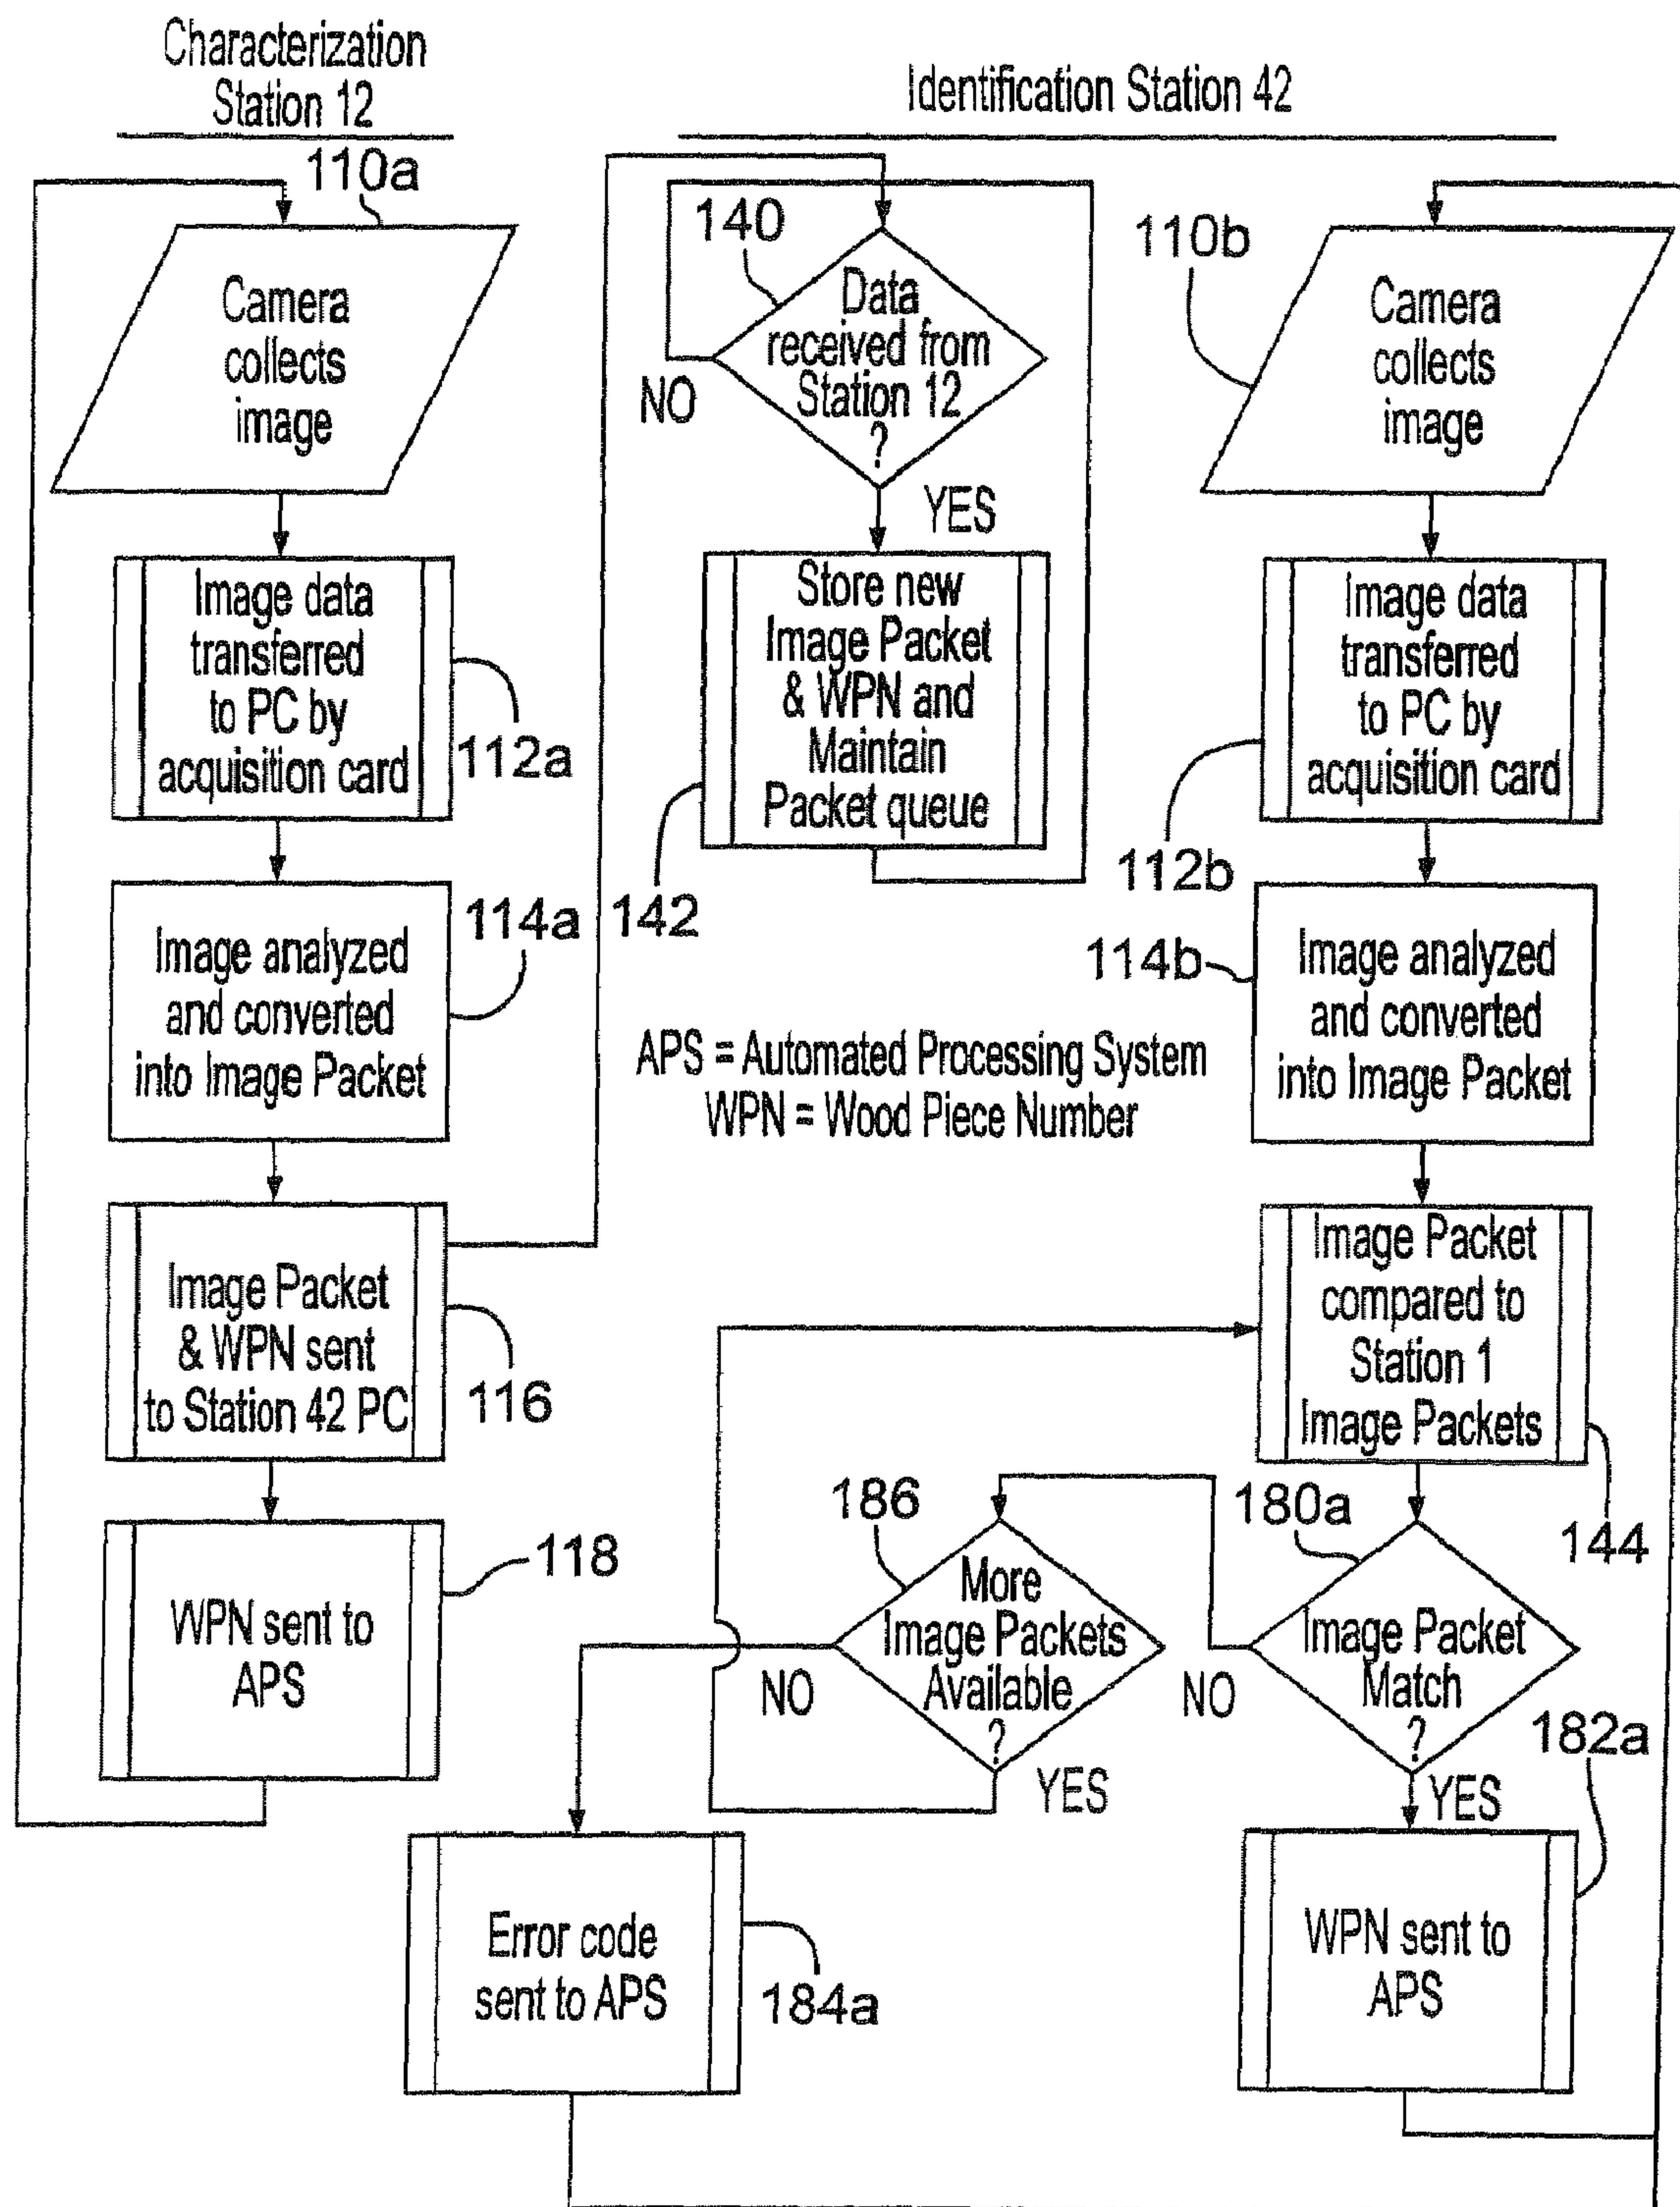 Characterization
Station 12
110a
Camera
collects
image
Image data
transferred
to PC by
acquisition card
112a
Image analyzed
and converted
into Image Packet
114a
Image Packet
& WPN sent
to Station 42 PC
116
WPN sent to
APS
118
Identification Station 42
140
Data
received from
Station 12
?
NO
YES
Store new
Image Packet
& WPN and
Maintain
Packet queue
142
APS = Automated Processing System
WPN = Wood Piece Number
110b
Camera
collects
image
Image data
transferred
to PC by
acquisition card
112b
Image analyzed
and converted
into Image Packet
114b
Image Packet
compared to
Station 1
Image Packets
144
180a
Image Packet
Match
?
NO
YES
186
More
Image Packets
Available
?
NO
YES
182a
WPN sent to
APS
Error code
sent to APS
184a